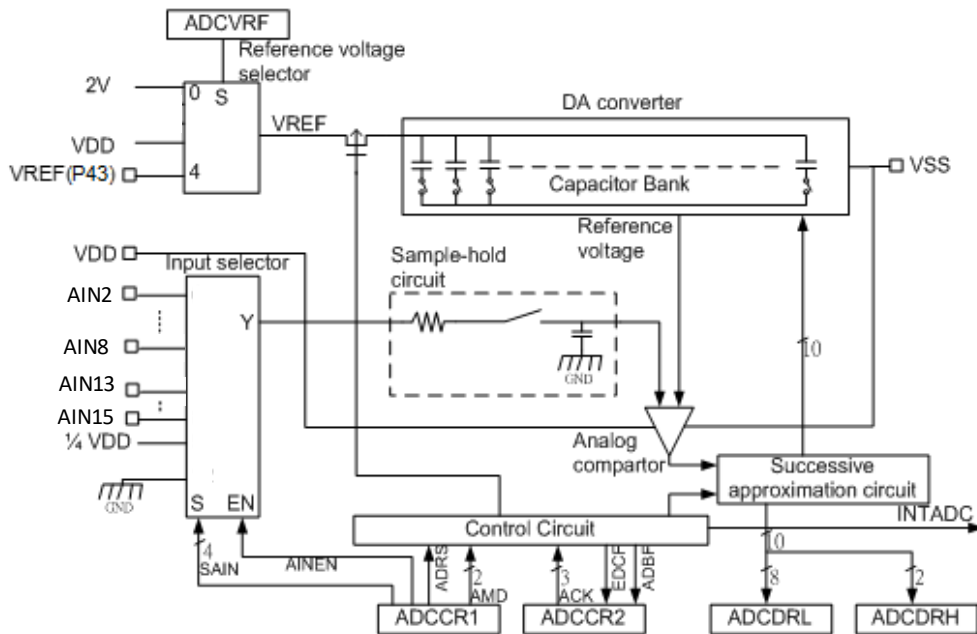 ADCVRF
Reference voltage
selector
2V
0
S
VDD
VREF
VREF(P43)
4
DA converter
Capacitor Bank
VSS
Reference
voltage
VDD
Input selector
Sample-hold
circuit
AIN2
Y
AIN8
GND
10
AIN13
AIN15
¼ VDD
Analog
compartor
Successive
approximation circuit
GND
S
EN
Control Circuit
INTADC
4
SAIN
AINEN
ADRS
2
AMD
3
ACK
EDCF
ADBF
10
8
2
ADCCR1
ADCCR2
ADCDRL
ADCDRH